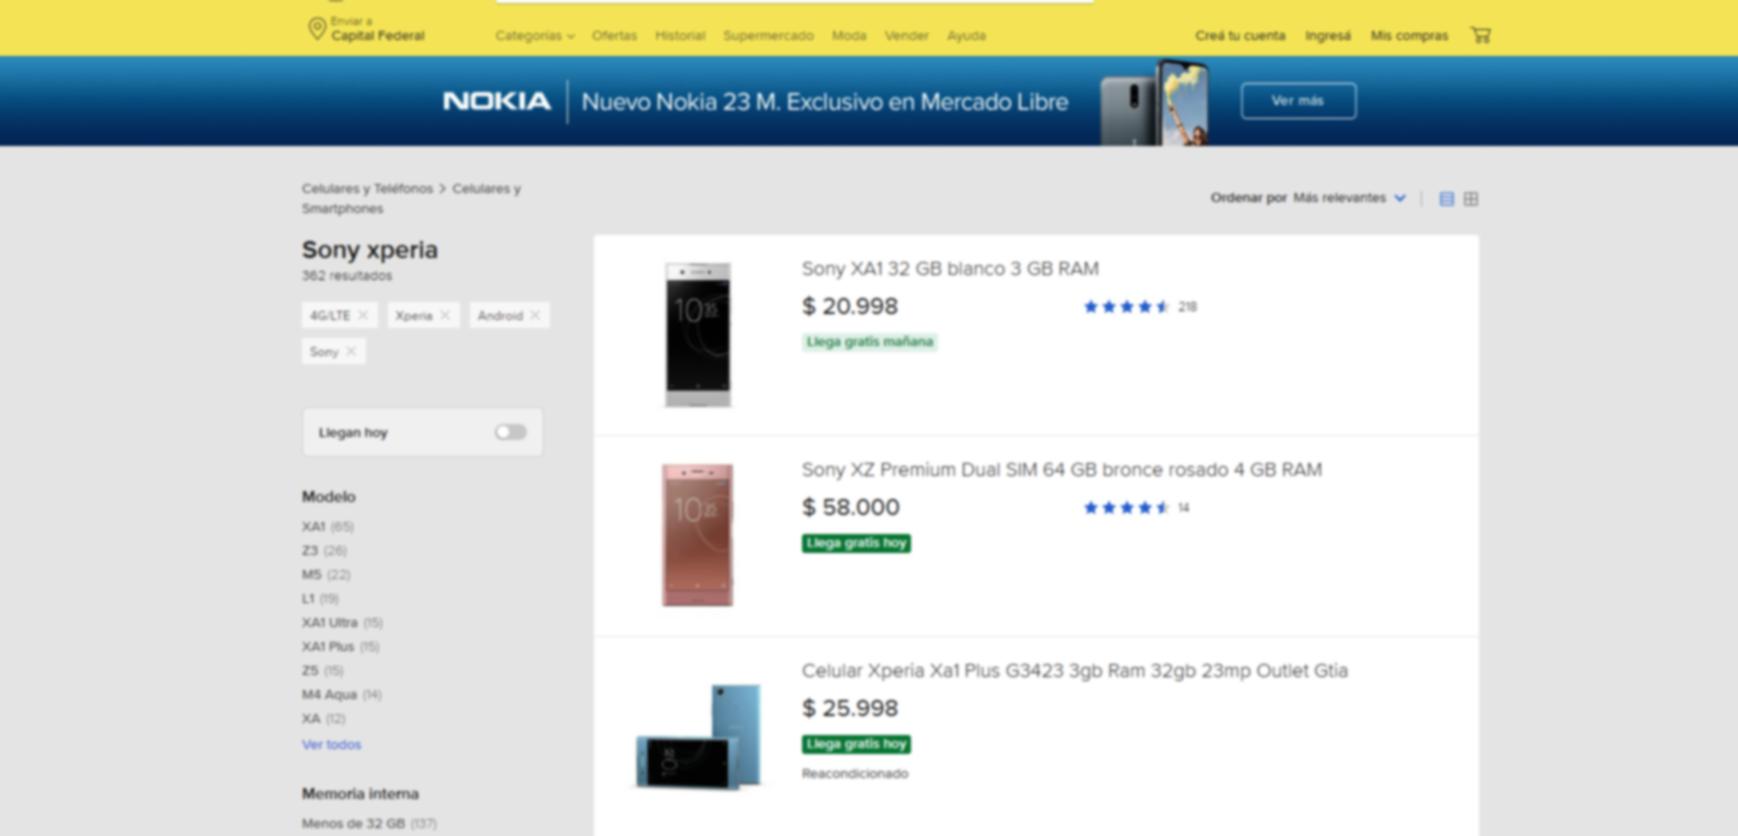 Enviar a
Capital Federal
Categorías Ofertas Historial Supermercado Moda Vender Ayuda
Creá tu cuenta Ingresá Mis compras
NOKIA Nuevo Nokia 23 M. Exclusivo en Mercado Libre
Ver más
Celulares y Teléfonos > Celulares y
Smartphones
Ordenar por Más relevantes
Sony xperia
362 resultados
4G/LTE Xperia Android
Sony
Llegan hoy
Modelo
XA1 (65)
Z3 (26)
M5 (22)
L1 (19)
XA1 Ultra (15)
XA1 Plus (15)
Z5 (15)
M4 Aqua (14)
XA (12)
Ver todos
Memoria interna
Menos de 32 GB (137)
Sony XA1 32 GB blanco 3 GB RAM
$ 20.998
218
Llega gratis mañana
Sony XZ Premium Dual SIM 64 GB bronce rosado 4 GB RAM
$ 58.000
14
Llega gratis hoy
Celular Xperia Xa1 Plus G3423 3gb Ram 32gb 23mp Outlet Gtia
$ 25.998
Llega gratis hoy
Reacondicionado